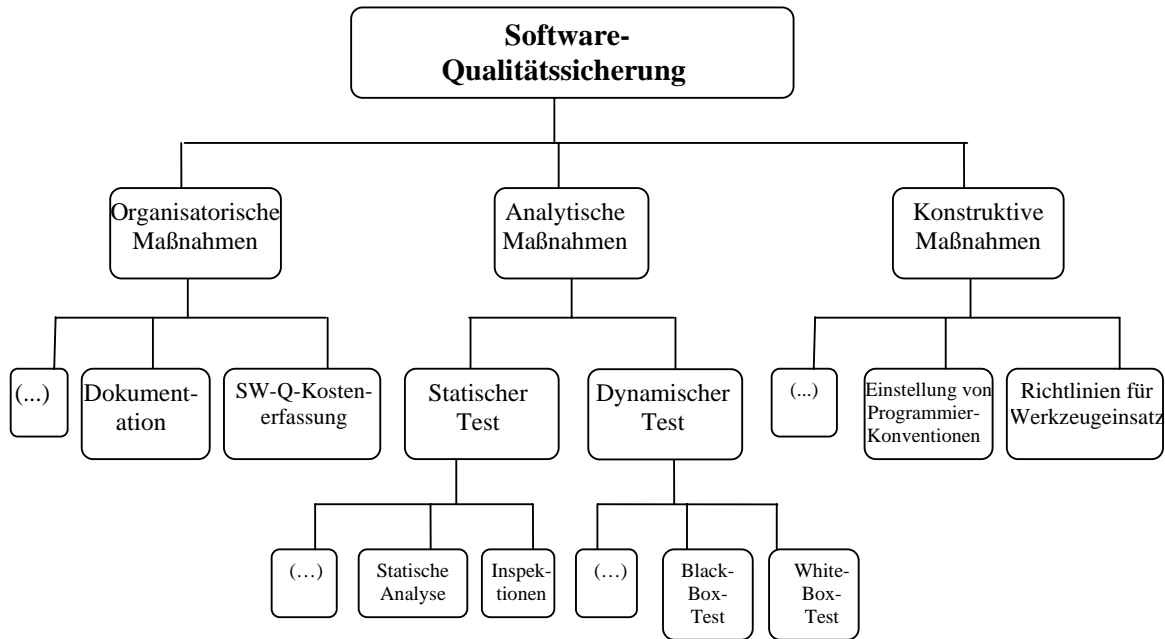 Software-
Qualitätssicherung
Organisatorische
Maßnahmen
Analytische
Maßnahmen
Konstruktive
Maßnahmen
(...)
Dokument-
ation
SW-Q-Kosten-
erfassung
Statischer
Test
Dynamischer
Test
(...)
Einstellung von
Programmier-
Konventionen
Richtlinien für
Werkzeugeinsatz
(…)
Statische
Analyse
Inspek-
tionen
(…)
Black-
Box-
Test
White-
Box-
Test